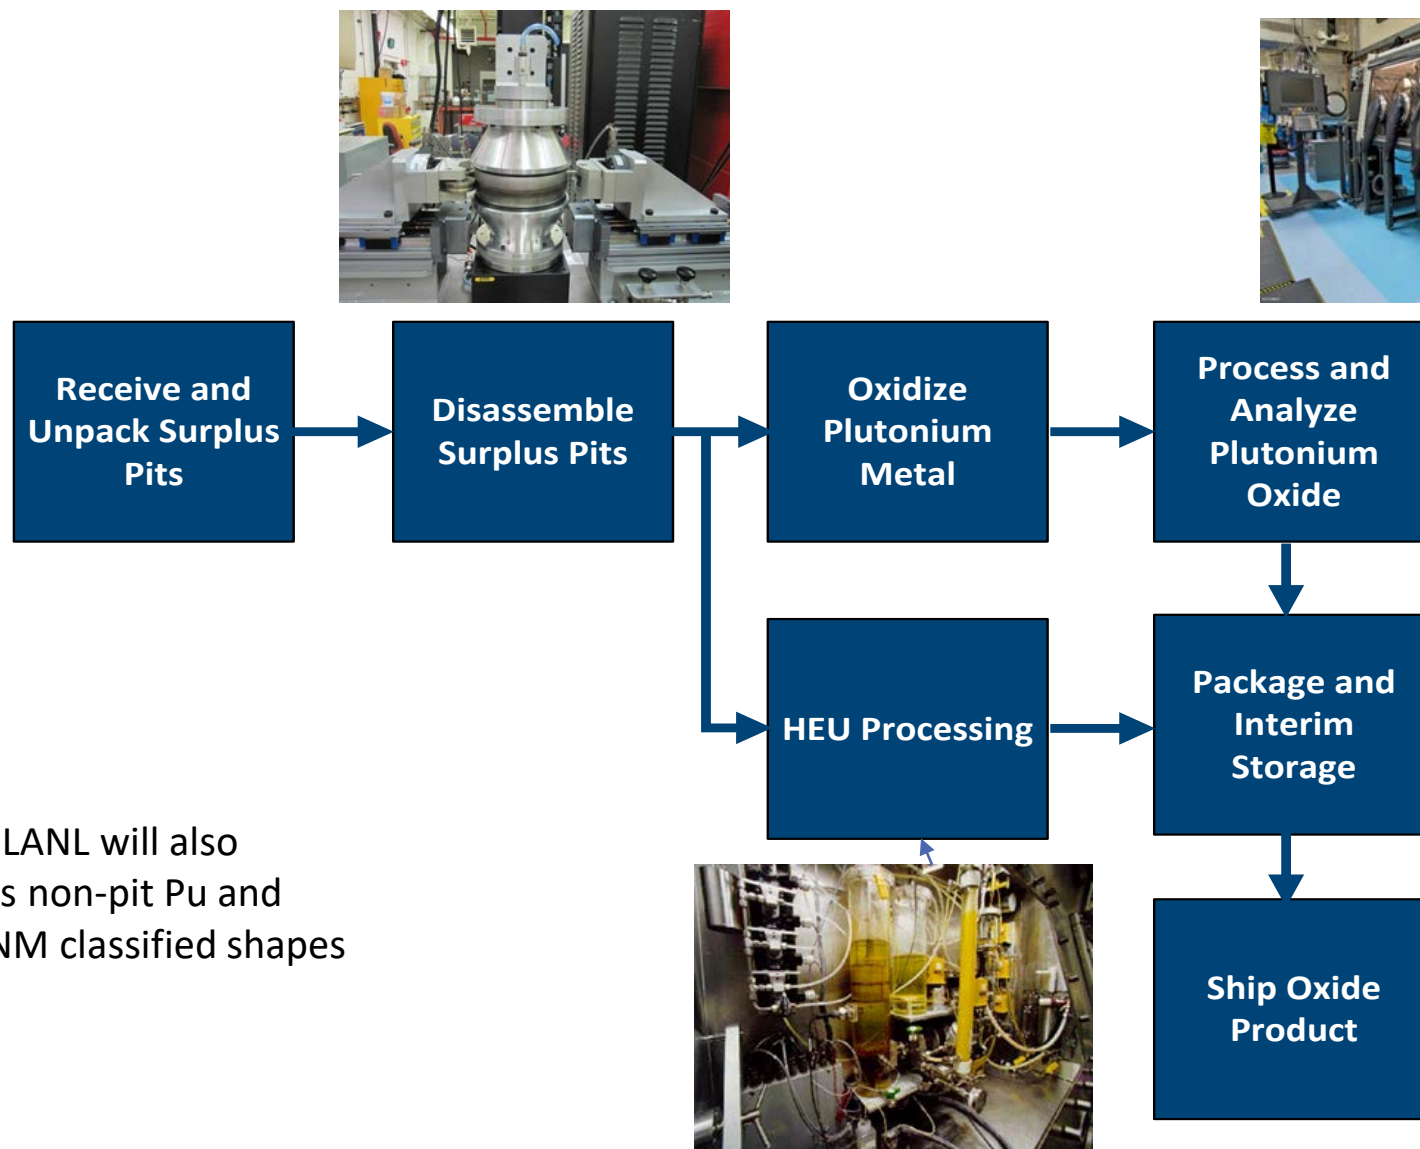 Receive and
Unpack Surplus
Pits
Disassemble
Surplus Pits
Oxidize
Plutonium
Metal
Process and
Analyze
Plutonium
Oxide
HEU Processing
Package and
Interim
Storage
Ship Oxide
Product
LANL will also
s non-pit Pu and
NM classified shapes